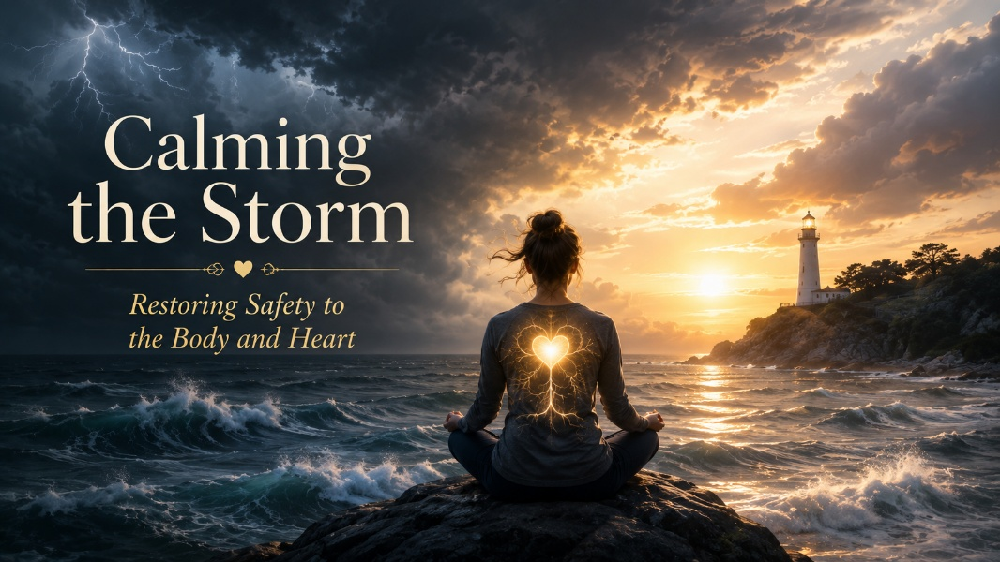 Calming
the Storm
Restoring Safety to
the Body and Heart